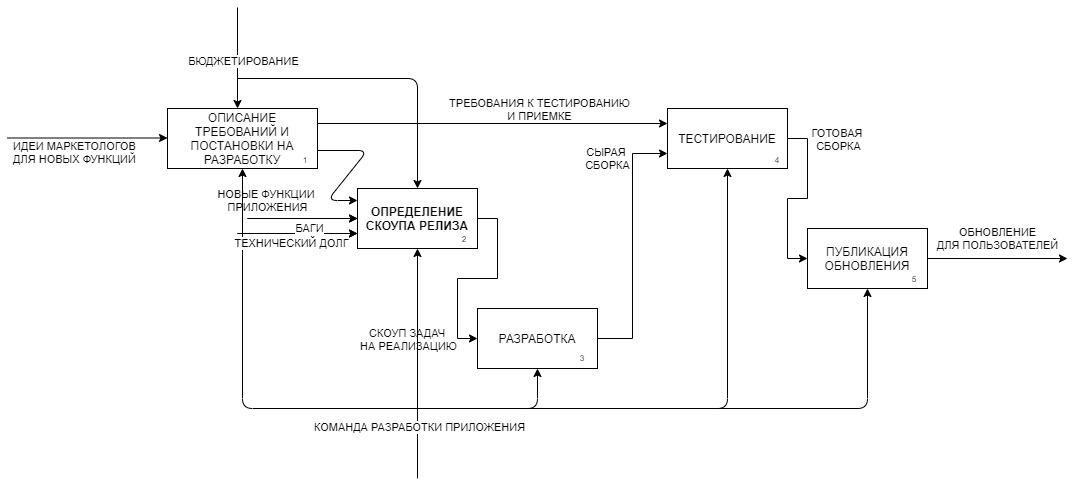 БЮДЖЕТИРОВАНИЕ
ИДЕИ МАРКЕТОЛОГОВ
ДЛЯ НОВЫХ ФУНКЦИЙ
ОПИСАНИЕ
ТРЕБОВАНИЙ И
ПОСТАНОВКИ НА
РАЗРАБОТКУ
1
ТРЕБОВАНИЯ К ТЕСТИРОВАНИЮ
И ПРИЕМКЕ
СЫРАЯ
СБОРКА
ТЕСТИРОВАНИЕ
4
ГОТОВАЯ
СБОРКА
НОВЫЕ ФУНКЦИИ
ПРИЛОЖЕНИЯ
БАГИ
ТЕХНИЧЕСКИЙ ДОЛГ
ОПРЕДЕЛЕНИЕ
СКОУПА РЕЛИЗА
2
ПУБЛИКАЦИЯ
ОБНОВЛЕНИЯ
5
ОБНОВЛЕНИЕ
ДЛЯ ПОЛЬЗОВАТЕЛЕЙ
СКОУП ЗАДАЧ
НА РЕАЛИЗАЦИЮ
РАЗРАБОТКА
3
КОМАНДА РАЗРАБОТКИ ПРИЛОЖЕНИЯ